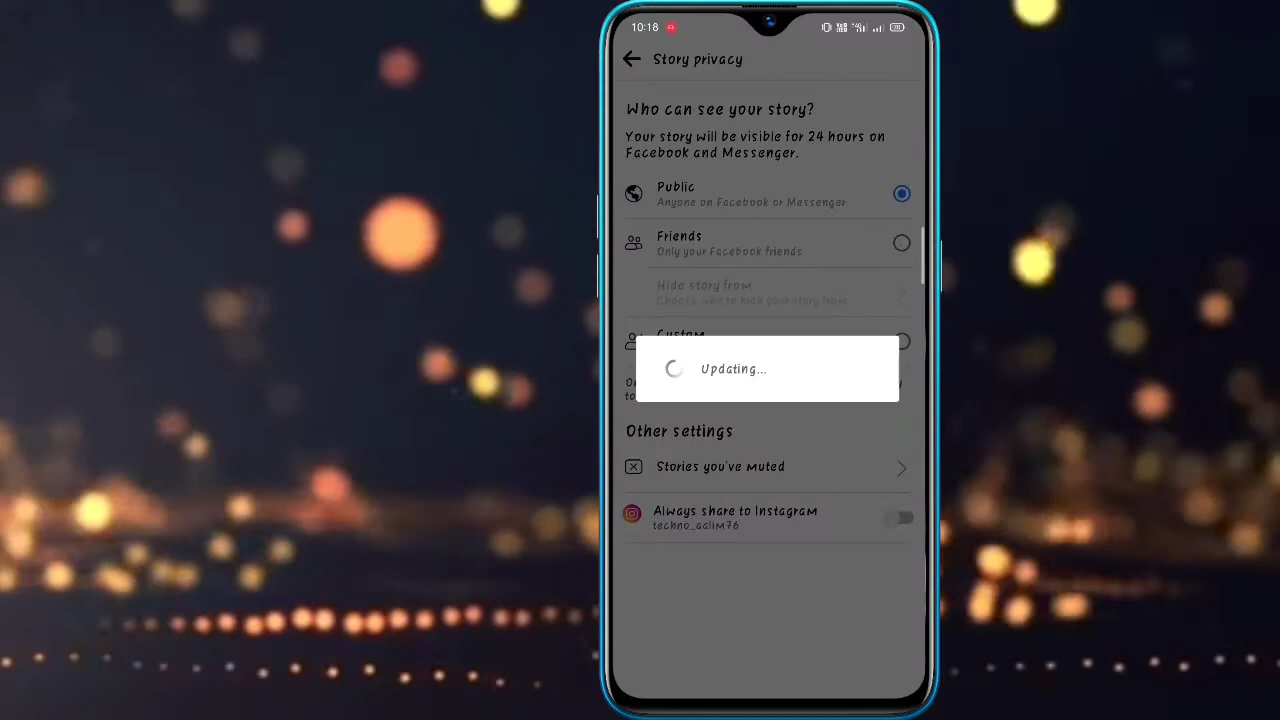 10:18
Story privacy
Who can see your story?
Your story will be visible for 24 hours on
Facebook and Messenger.
Public
Anyone on Facebook or Messenger
Friends
Only your Facebook friends
Hide story from
Choose who to hide your story from
Custom
Updating...
Other settings
Stories you've muted
Always share to Instagram
techno_aalim76